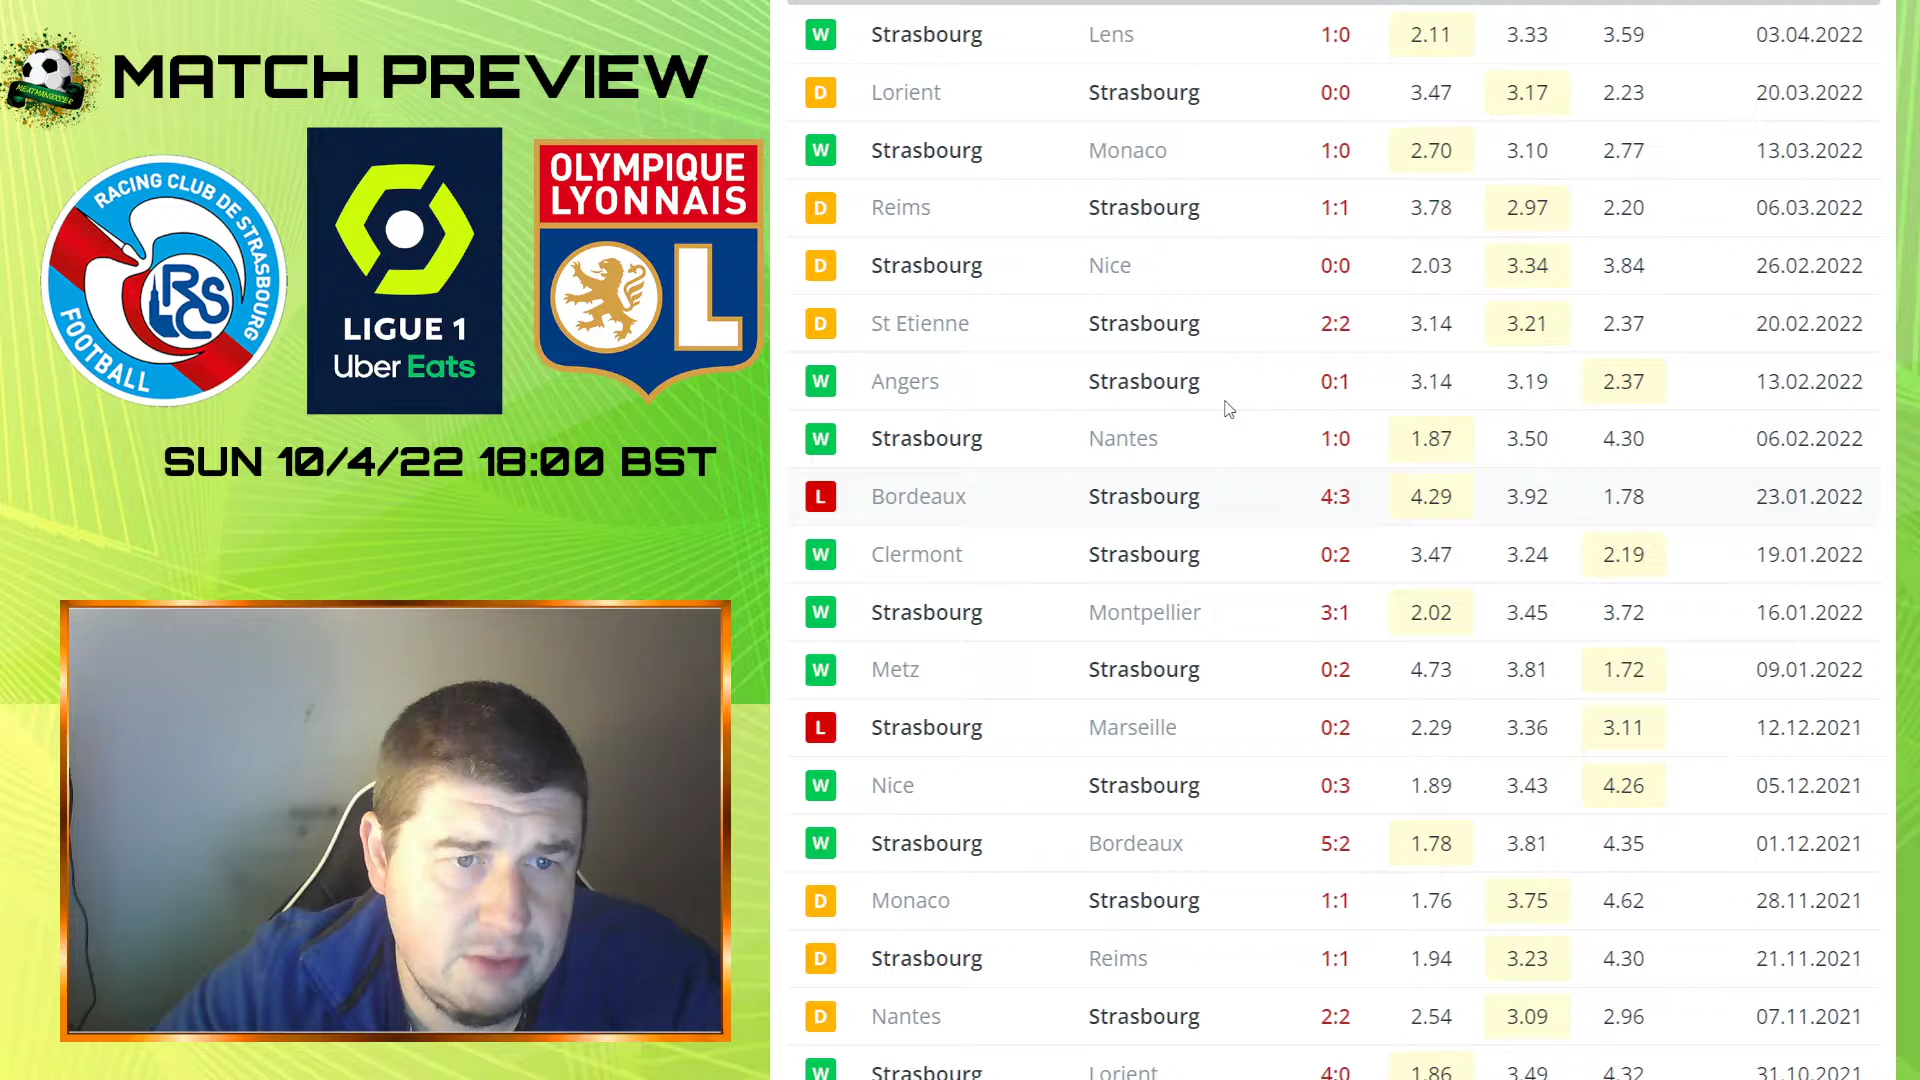 MATCH PREVIEW
MEATMANSOCCER
RACING CLUB DE STRASBOURG
RCS
FOOTBALL
LIGUE 1
Uber Eats
OLYMPIQUE
LYONNAIS
OL
SUN 10/4/22 18:00 BST
W Strasbourg Lens 1:0 2.11 3.33 3.59 03.04.2022
D Lorient Strasbourg 0:0 3.47 3.17 2.23 20.03.2022
W Strasbourg Monaco 1:0 2.70 3.10 2.77 13.03.2022
D Reims Strasbourg 1:1 3.78 2.97 2.20 06.03.2022
D Strasbourg Nice 0:0 2.03 3.34 3.84 26.02.2022
D St Etienne Strasbourg 2:2 3.14 3.21 2.37 20.02.2022
W Angers Strasbourg 0:1 3.14 3.19 2.37 13.02.2022
W Strasbourg Nantes 1:0 1.87 3.50 4.30 06.02.2022
L Bordeaux Strasbourg 4:3 4.29 3.92 1.78 23.01.2022
W Clermont Strasbourg 0:2 3.47 3.24 2.19 19.01.2022
W Strasbourg Montpellier 3:1 2.02 3.45 3.72 16.01.2022
W Metz Strasbourg 0:2 4.73 3.81 1.72 09.01.2022
L Strasbourg Marseille 0:2 2.29 3.36 3.11 12.12.2021
W Nice Strasbourg 0:3 1.89 3.43 4.26 05.12.2021
W Strasbourg Bordeaux 5:2 1.78 3.81 4.35 01.12.2021
D Monaco Strasbourg 1:1 1.76 3.75 4.62 28.11.2021
D Strasbourg Reims 1:1 1.94 3.23 4.30 21.11.2021
D Nantes Strasbourg 2:2 2.54 3.09 2.96 07.11.2021
W Strasbourg Lorient 4:0 1.86 3.49 4.32 31.10.2021